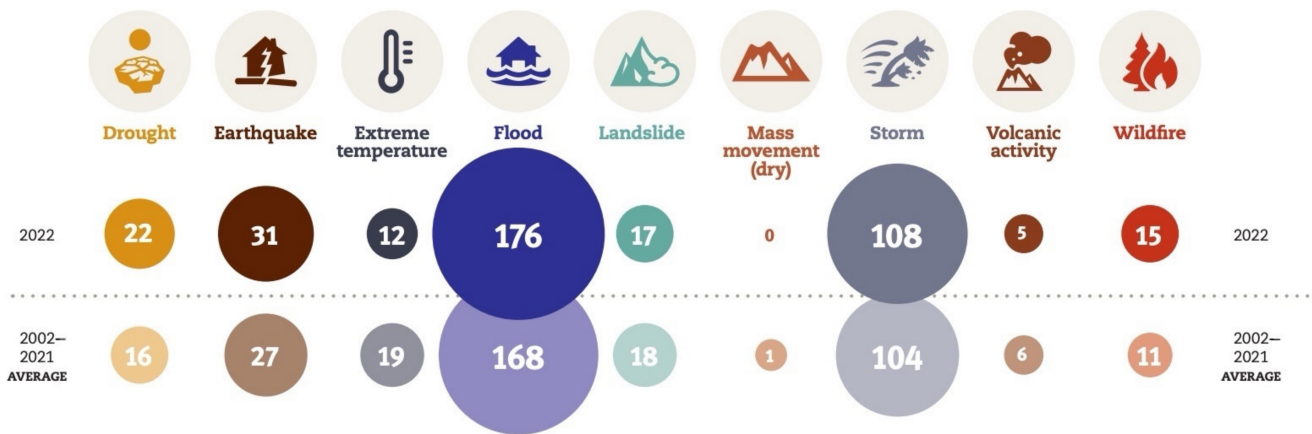 Drought
Earthquake
Extreme
temperature
Flood
Landslide
Mass
movement
(dry)
Storm
Volcanic
activity
Wildfire
2022
22
31
12
176
17
0
108
5
15
2022
2002–
2021
AVERAGE
16
27
19
168
18
1
104
6
11
2002–
2021
AVERAGE